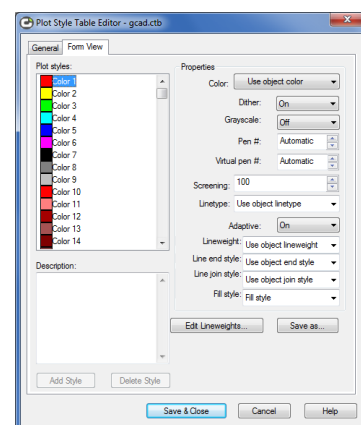 Plot Style Table Editor - gcad.ctb
General Form View
Plot styles:
Color 1
Color 2
Color 3
Color 4
Color 5
Color 6
Color 7
Color 8
Color 9
Color 10
Color 11
Color 12
Color 13
Color 14
Description:
Add Style Delete Style
Properties
Color: Use object color
Dither: On
Grayscale: Off
Pen #: Automatic
Virtual pen #: Automatic
Screening: 100
Linetype: Use object linetype
Adaptive: On
Lineweight: Use object lineweight
Line end style: Use object end style
Line join style: Use object join style
Fill style: Fill style
Edit Lineweights... Save as...
Save & Close Cancel Help